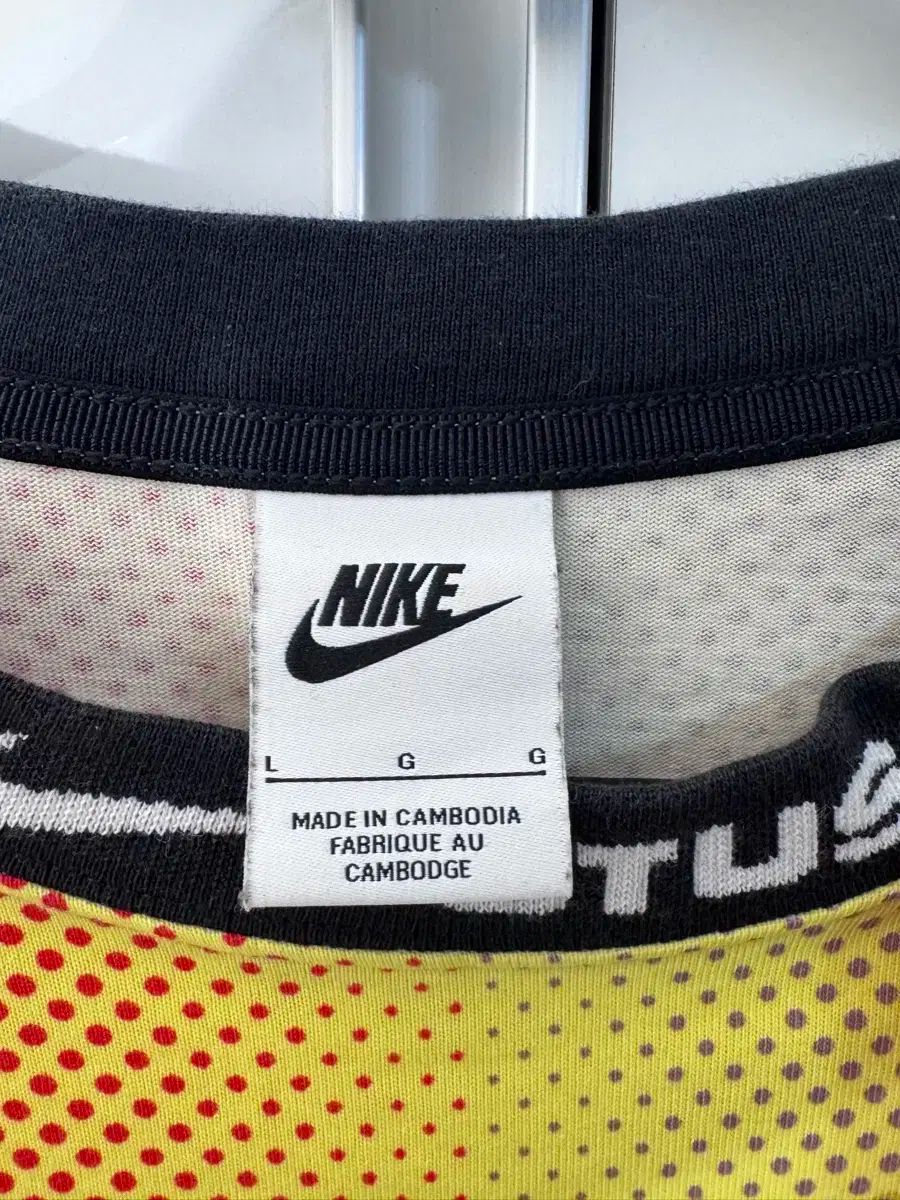 NIKE
L G G
MADE IN CAMBODIA
FABRIQUE AU
CAMBODGE